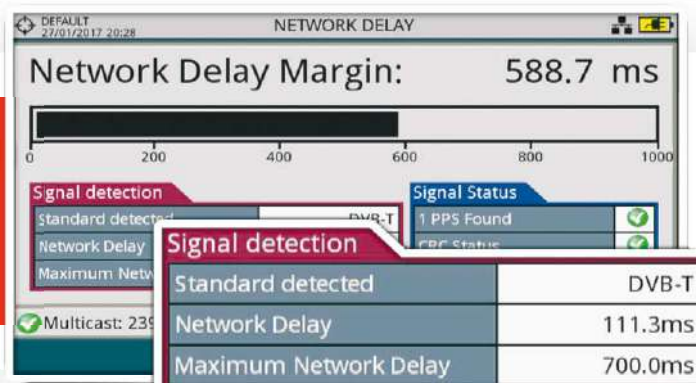 DEFAULT
27/01/2017 20:28
NETWORK DELAY
Network Delay Margin: 588.7 ms
0 200 400 600 800 1000
Signal detection
Standard detected DVB-T
Network Delay
Maximum
Signal Status
1 PPS Found
CRC Status
Multicast:
Signal detection
Standard detected DVB-T
Network Delay 111.3ms
Maximum Network Delay 700.0ms